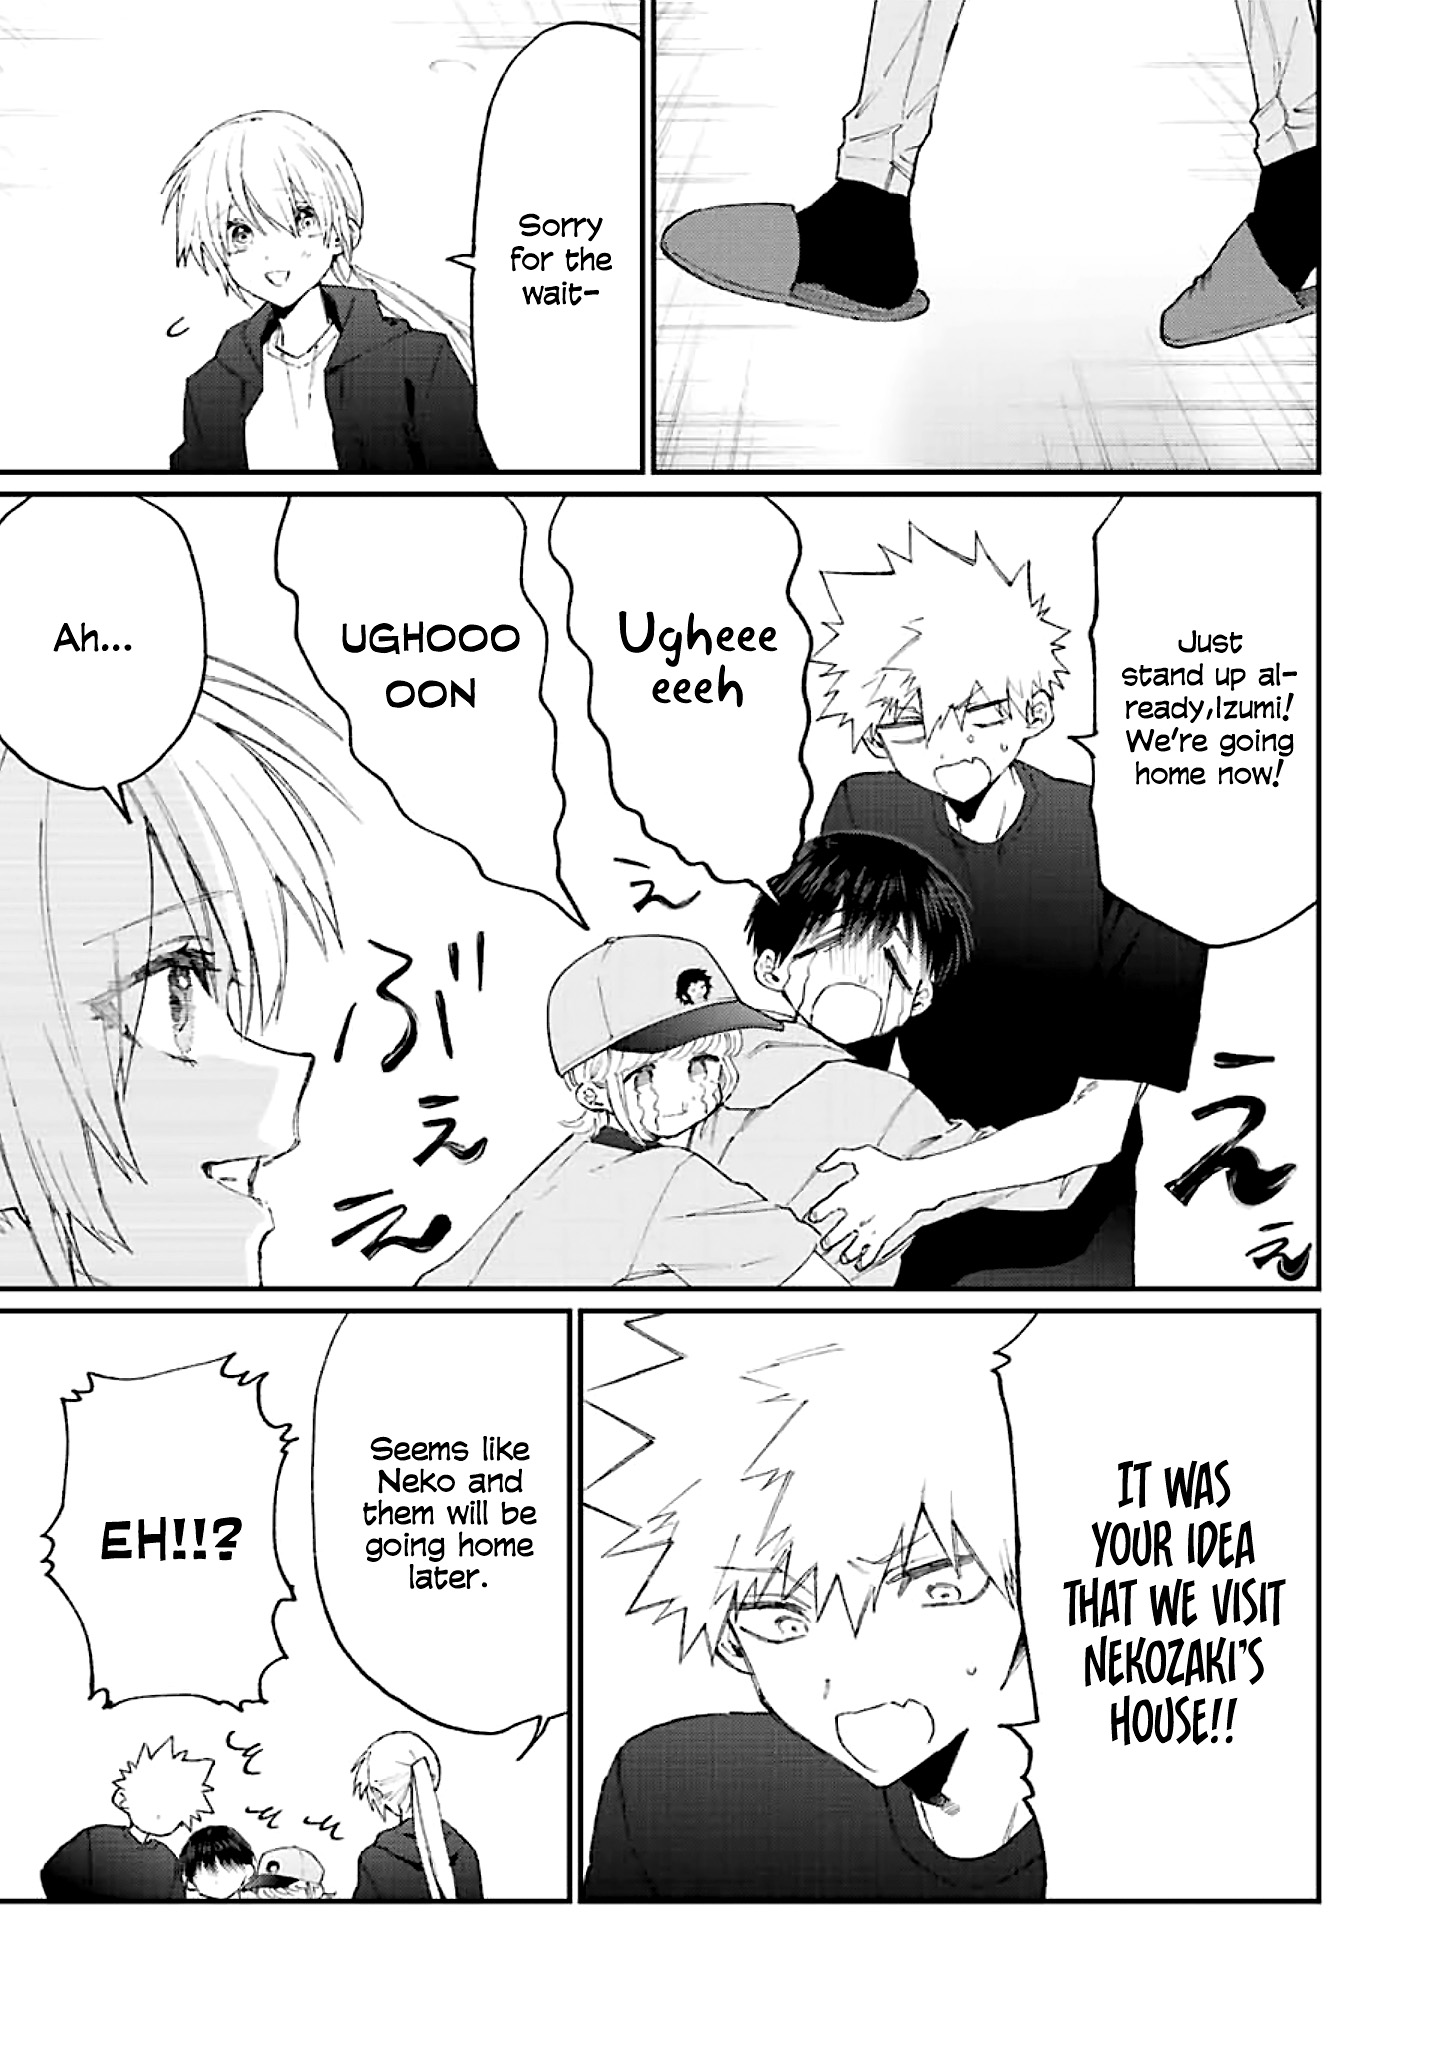 Sorry
for the
wait-
Just
stand up al-
ready,Izumi!
We're going
home now!
Ugheee
eeeh
UGHOOO
OON
Ah...
ええ
ぶ
え
え
え
え
IT WAS
YOUR IDEA
THAT WE VISIT
NEKOZAKI'S
HOUSE!!
Seems like
Neko and
them will be
going home
later.
EH!!?